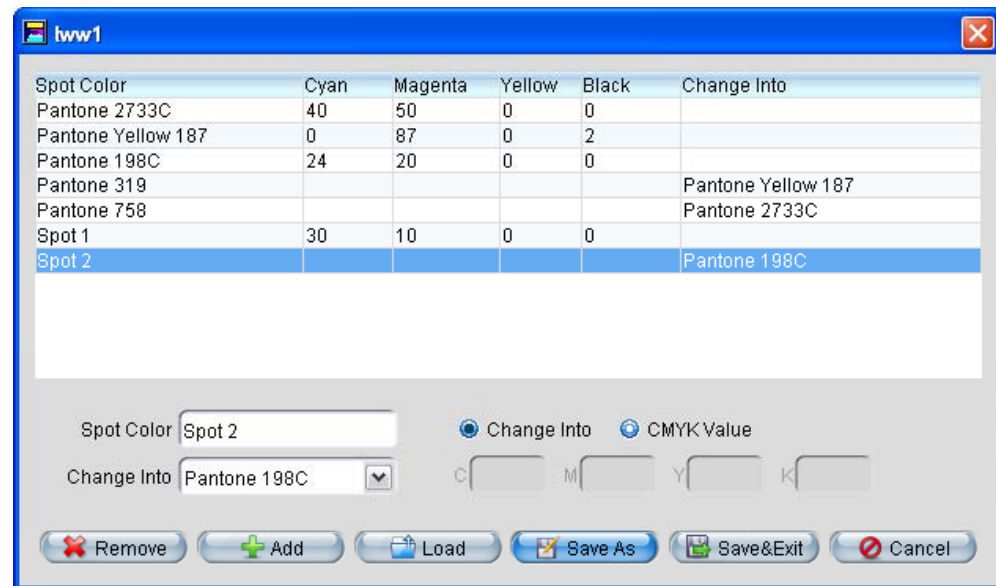 lww1
Spot Color Cyan Magenta Yellow Black Change Into
Pantone 2733C 40 50 0 0
Pantone Yellow 187 0 87 0 2
Pantone 198C 24 20 0 0
Pantone 319 Pantone Yellow 187
Pantone 758 Pantone 2733C
Spot 1 30 10 0 0
Spot 2 Pantone 198C
Spot Color Spot 2 Change Into CMYK Value
Change Into Pantone 198C C M Y K
Remove Add Load Save As Save&Exit Cancel